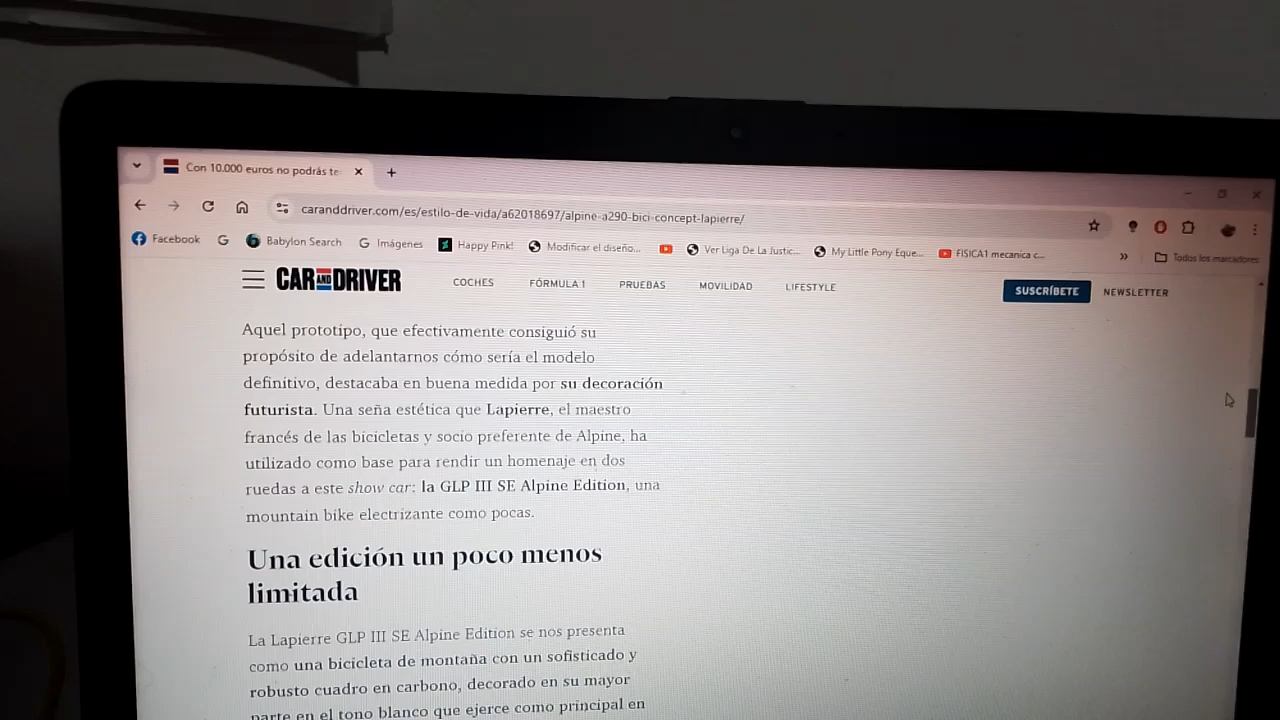 Con 10.000 euros no podrás te
caranddriver.com/es/estilo-de-vida/a62018697/alpine-a290-bici-concept-lapierre/
Facebook
Babylon Search
Imágenes
Happy Pink!
Modificar el diseño...
Ver Liga De La Justic...
My Little Pony Eque...
FISICA1 mecanica c...
Todos los marcadores
CAR AND DRIVER
COCHES
FÓRMULA 1
PRUEBAS
MOVILIDAD
LIFESTYLE
SUSCRÍBETE
NEWSLETTER
Aquel prototipo, que efectivamente consiguió su
propósito de adelantarnos cómo sería el modelo
definitivo, destacaba en buena medida por su decoración
futurista. Una seña estética que Lapierre, el maestro
francés de las bicicletas y socio preferente de Alpine, ha
utilizado como base para rendir un homenaje en dos
ruedas a este show car: la GLP III SE Alpine Edition, una
mountain bike electrizante como pocas.
Una edición un poco menos
limitada
La Lapierre GLP III SE Alpine Edition se nos presenta
como una bicicleta de montaña con un sofisticado y
robusto cuadro en carbono, decorado en su mayor
parte en el tono blanco que ejerce como principal en